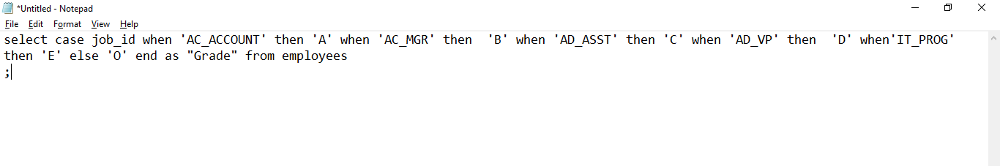 *Untitled - Notepad
File Edit Format View Help
select case job_id when 'AC_ACCOUNT' then 'A' when 'AC_MGR' then  'B' when 'AD_ASST' then 'C' when 'AD_VP' then  'D' when'IT_PROG'
then 'E' else 'O' end as "Grade" from employees
;